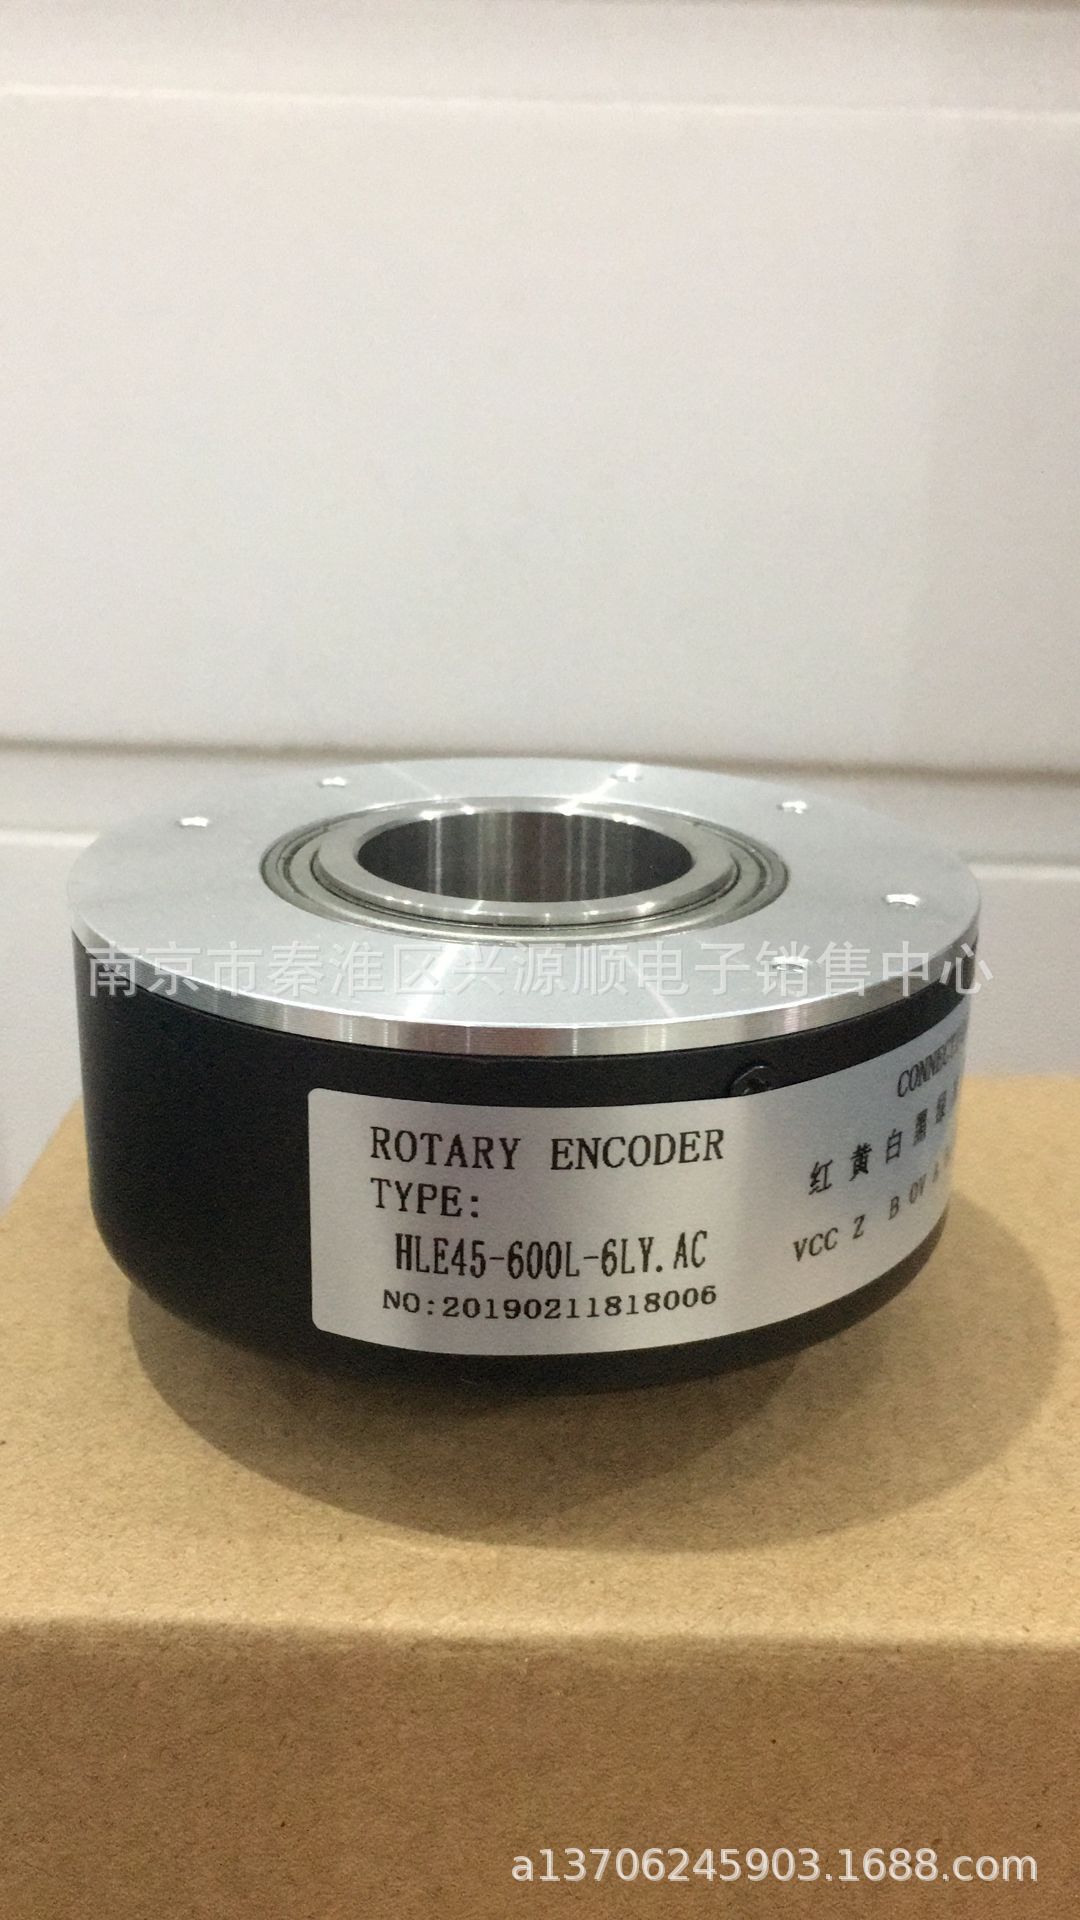 南京市秦淮区兴源顺电子销售中心
ROTARY ENCODER
TYPE:
HLE45-600L-6LY.AC
NO:20190211818006
红 黄 白 黑 绿
VCC Z B 0V A
a13706245903.1688.com